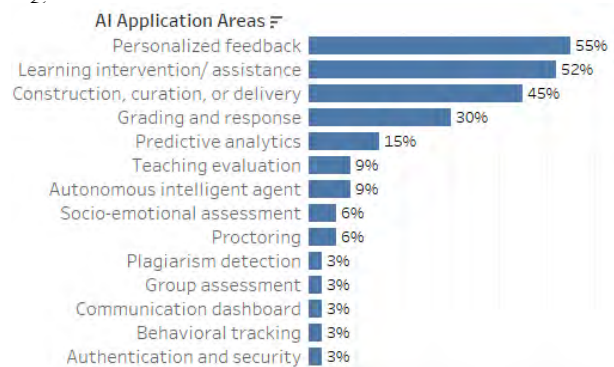 AI Application Areas
Personalized feedback 55%
Learning intervention/ assistance 52%
Construction, curation, or delivery 45%
Grading and response 30%
Predictive analytics 15%
Teaching evaluation 9%
Autonomous intelligent agent 9%
Socio-emotional assessment 6%
Proctoring 6%
Plagiarism detection 3%
Group assessment 3%
Communication dashboard 3%
Behavioral tracking 3%
Authentication and security 3%